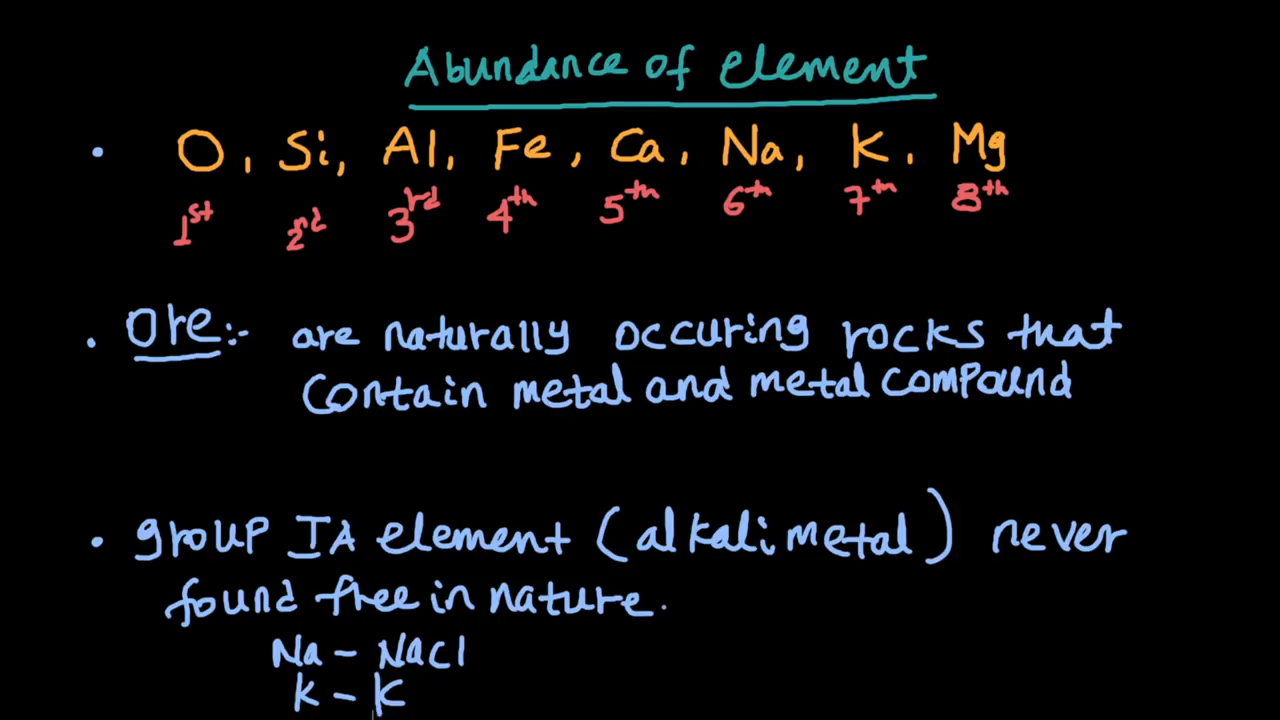 Abundance of element
• O, Si, Al, Fe, Ca, Na, K, Mg
1st 2nd 3rd 4th 5th 6th 7th 8th
• Ore:- are naturally occuring rocks that
contain metal and metal compound
• group IA element (alkali metal) never
found free in nature.
Na - NaCl
K - K